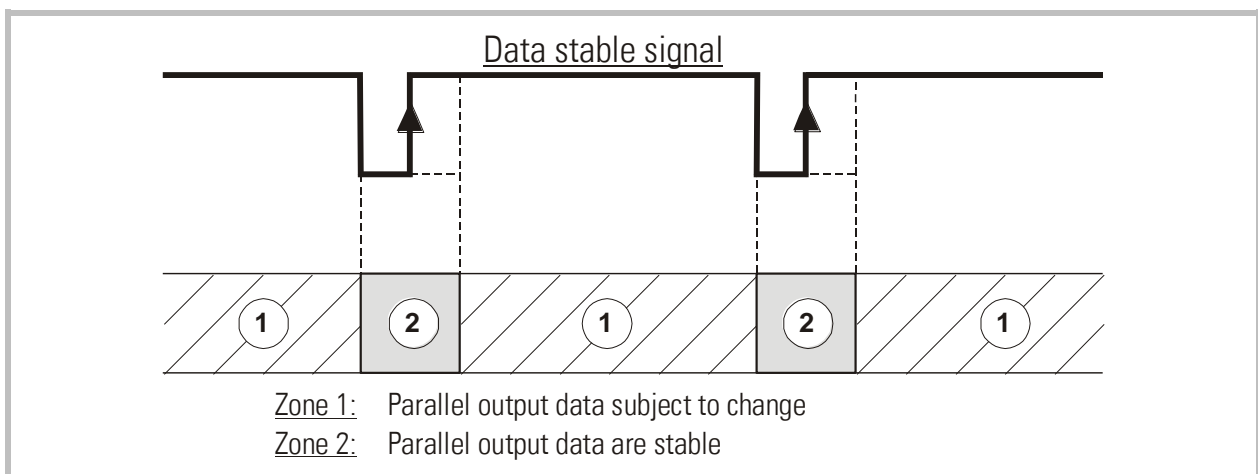 Data stable signal
1 2 1 2 1
Zone 1: Parallel output data subject to change
Zone 2: Parallel output data are stable